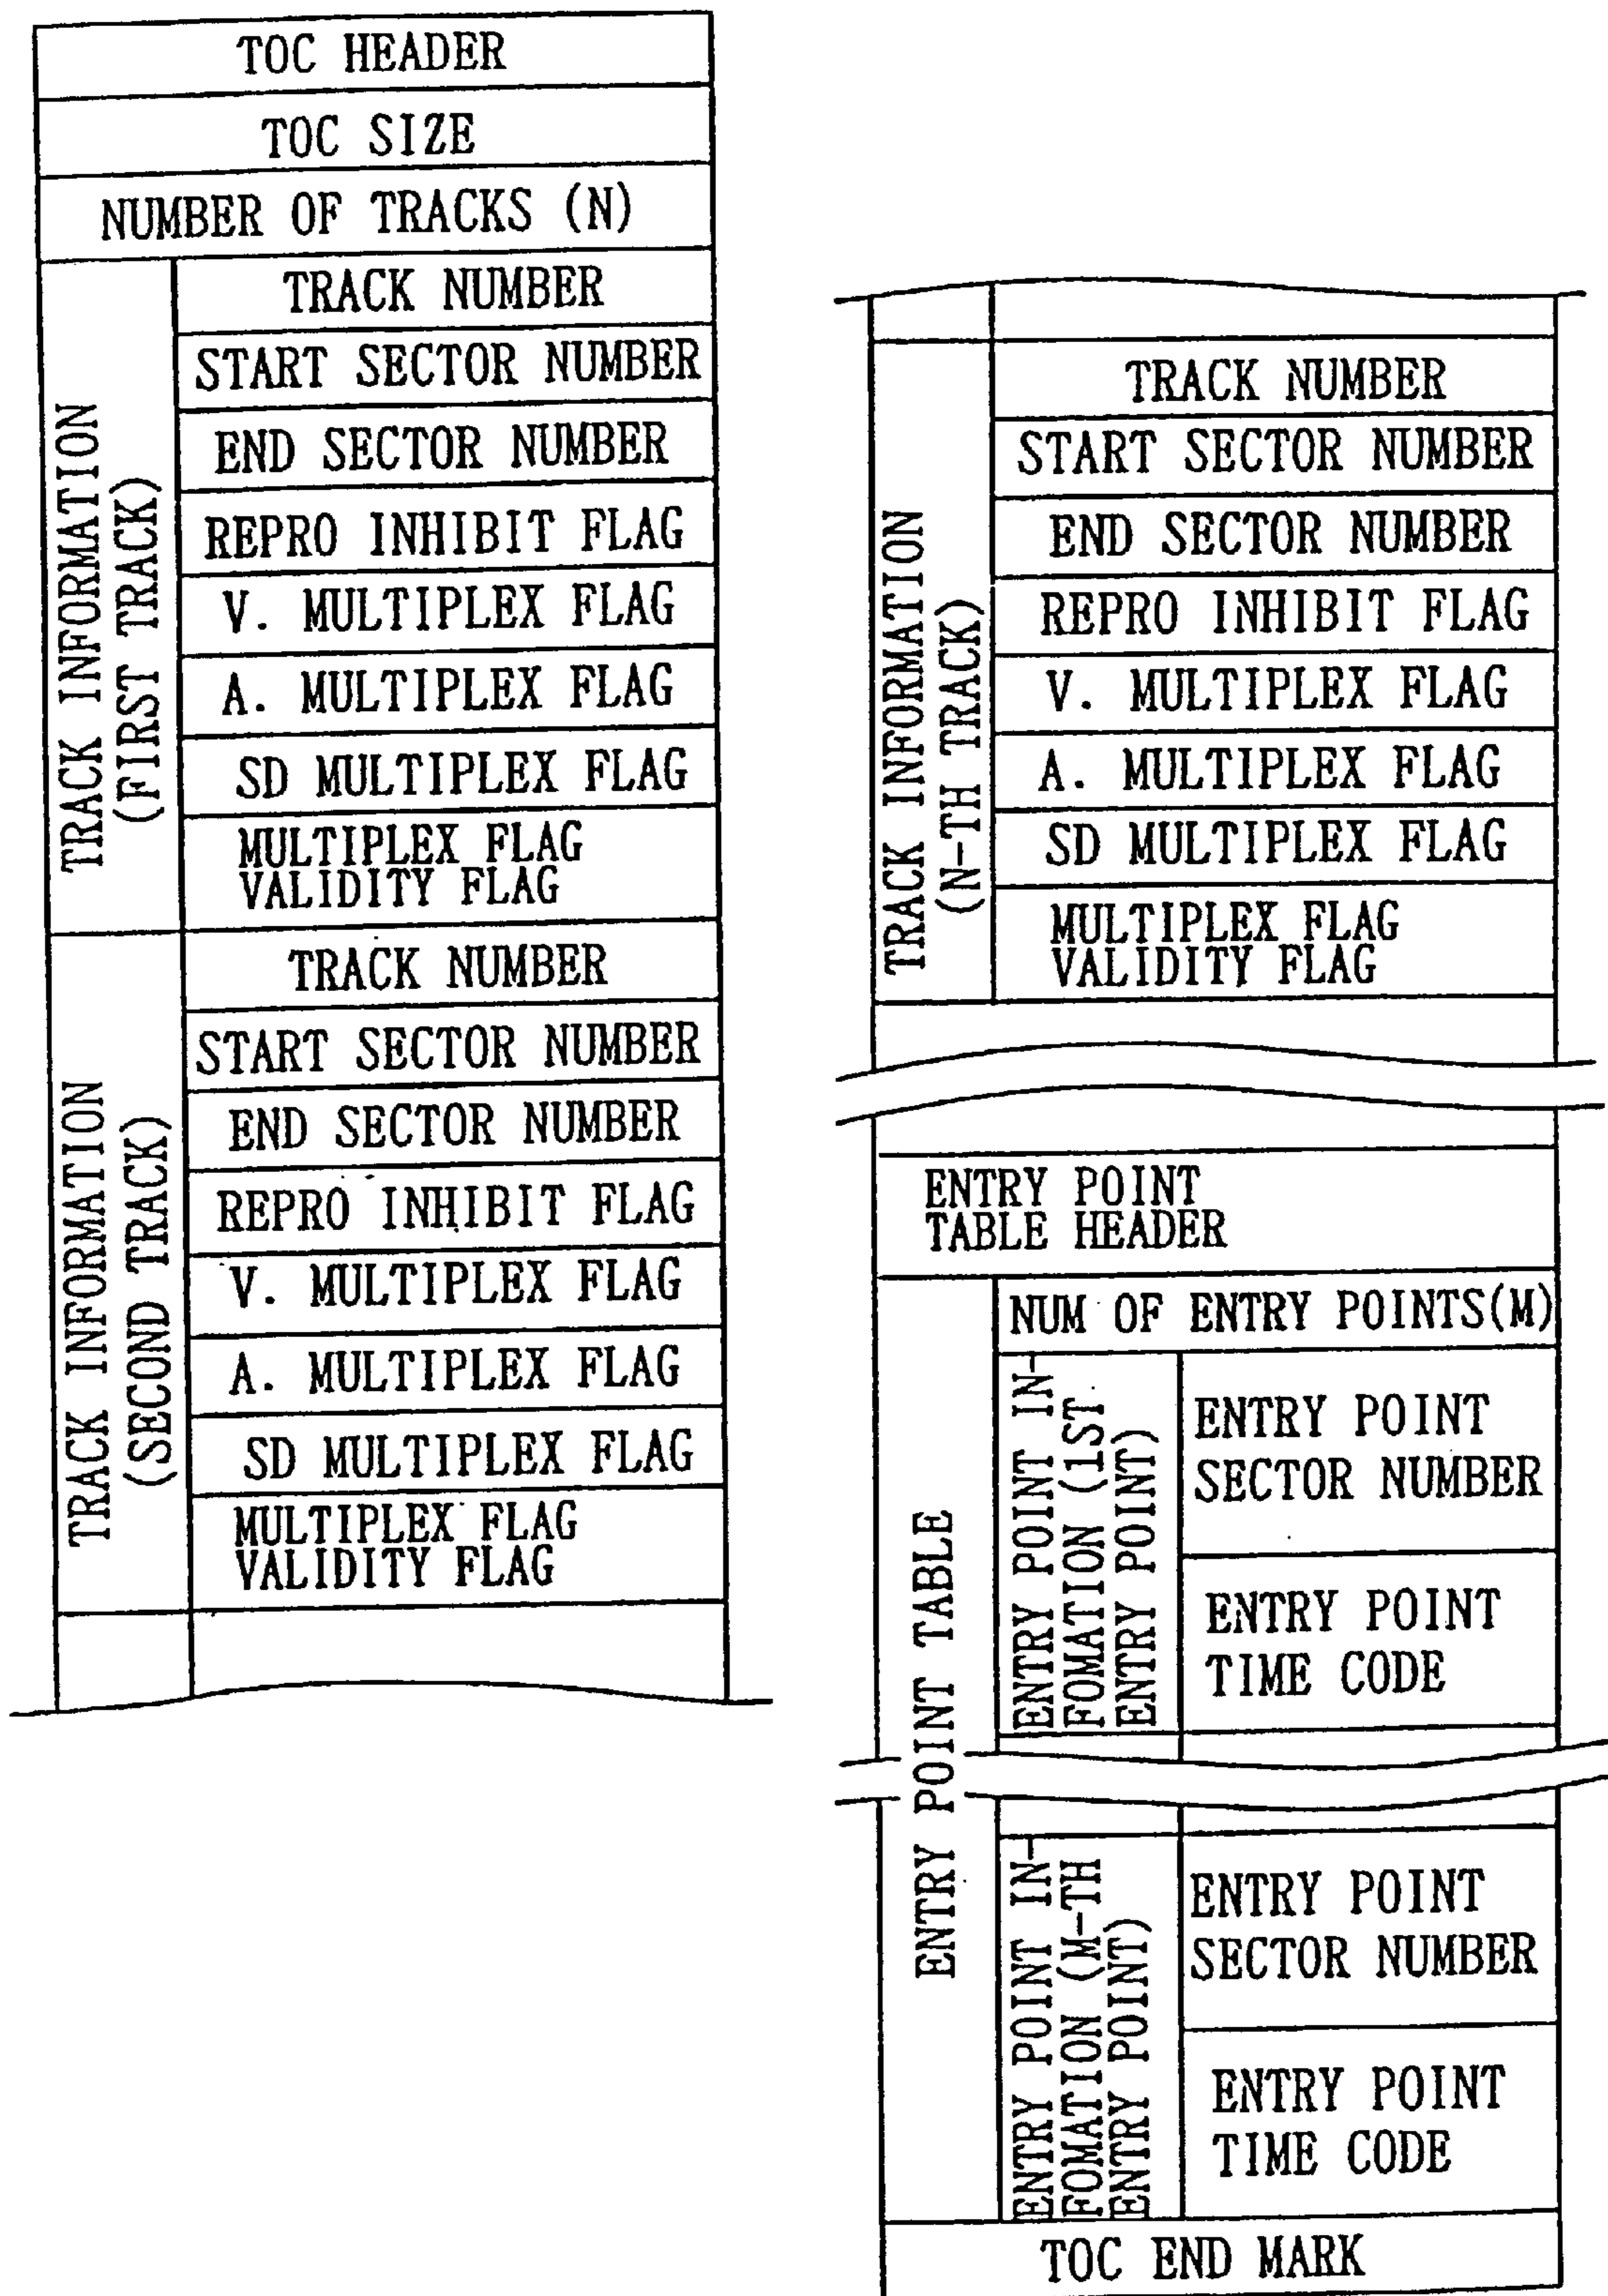 TOC HEADER
TOC SIZE
NUMBER OF TRACKS (N)
TRACK INFORMATION
(FIRST TRACK)
TRACK NUMBER
START SECTOR NUMBER
END SECTOR NUMBER
REPRO INHIBIT FLAG
V. MULTIPLEX FLAG
A. MULTIPLEX FLAG
SD MULTIPLEX FLAG
MULTIPLEX FLAG
VALIDITY FLAG
TRACK INFORMATION
(SECOND TRACK)
TRACK NUMBER
START SECTOR NUMBER
END SECTOR NUMBER
REPRO INHIBIT FLAG
V. MULTIPLEX FLAG
A. MULTIPLEX FLAG
SD MULTIPLEX FLAG
MULTIPLEX FLAG
VALIDITY FLAG
TRACK INFORMATION
(N-TH TRACK)
TRACK NUMBER
START SECTOR NUMBER
END SECTOR NUMBER
REPRO INHIBIT FLAG
V. MULTIPLEX FLAG
A. MULTIPLEX FLAG
SD MULTIPLEX FLAG
MULTIPLEX FLAG
VALIDITY FLAG
ENTRY POINT
TABLE HEADER
ENTRY POINT TABLE
NUM OF ENTRY POINTS(M)
ENTRY POINT IN-
FOMATION (1ST
ENTRY POINT)
ENTRY POINT
SECTOR NUMBER
ENTRY POINT
TIME CODE
ENTRY POINT IN-
FOMATION (M-TH
ENTRY POINT)
ENTRY POINT
SECTOR NUMBER
ENTRY POINT
TIME CODE
TOC END MARK